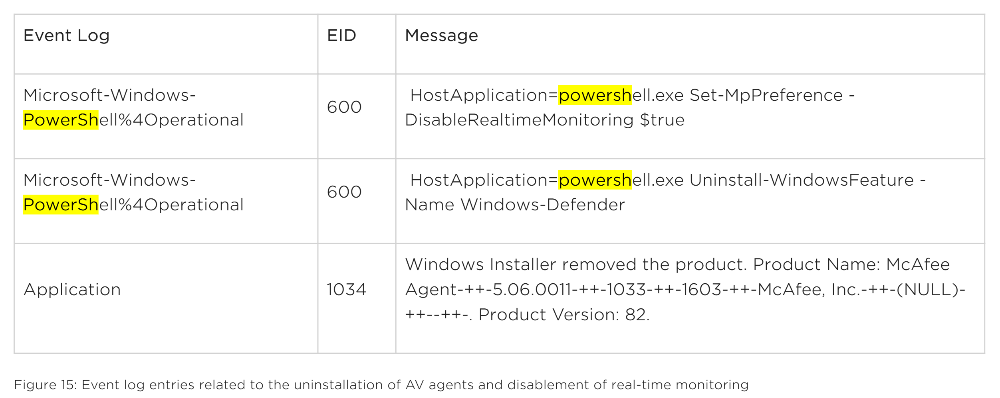 Event Log
EID
Message
Microsoft-Windows-
PowerShell%4Operational
600
HostApplication=powershell.exe Set-MpPreference -
DisableRealtimeMonitoring $true
Microsoft-Windows-
PowerShell%4Operational
600
HostApplication=powershell.exe Uninstall-WindowsFeature -
Name Windows-Defender
Application
1034
Windows Installer removed the product. Product Name: McAfee
Agent-++-5.06.0011-++-1033-++-1603-++-McAfee, Inc.-++-(NULL)-
++--++-. Product Version: 82.
Figure 15: Event log entries related to the uninstallation of AV agents and disablement of real-time monitoring